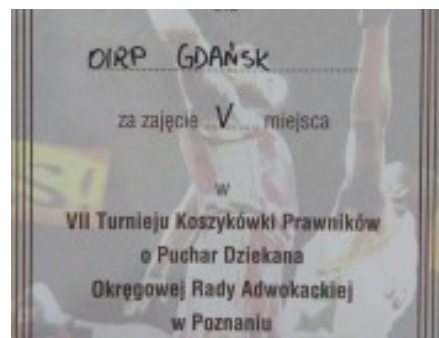 OIRP GDAŃSK
za zajęcie V miejsca
w
VII Turnieju Koszykówki Prawników
o Puchar Dziekana
Okręgowej Rady Adwokackiej
w Poznaniu